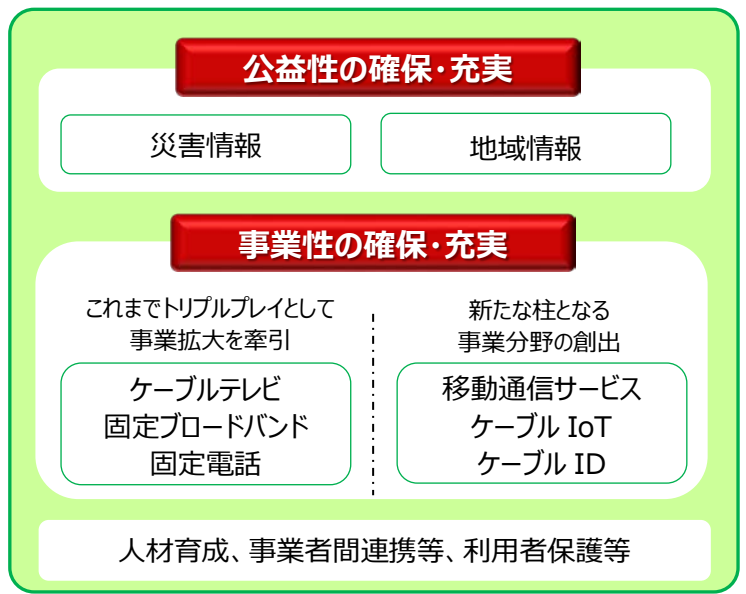 公益性の確保・充実
災害情報
地域情報
事業性の確保・充実
これまでトリプルプレイとして
事業拡大を牽引
ケーブルテレビ
固定ブロードバンド
固定電話
新たな柱となる
事業分野の創出
移動通信サービス
ケーブル IoT
ケーブル ID
人材育成、事業者間連携等、利用者保護等